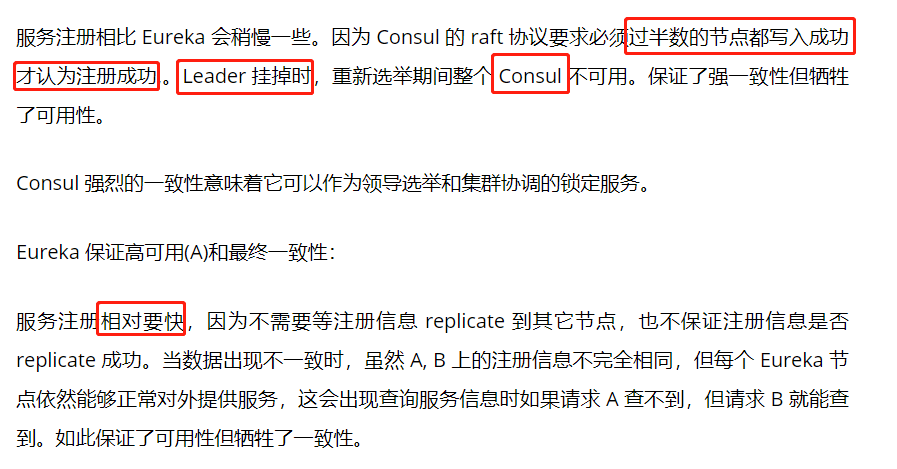 服务注册相比 Eureka 会稍慢一些。因为 Consul 的 raft 协议要求必须过半数的节点都写入成功
才认为注册成功 。Leader 挂掉时，重新选举期间整个 Consul 不可用。保证了强一致性但牺牲
了可用性。
Consul 强烈的一致性意味着它可以作为领导选举和集群协调的锁定服务。
Eureka 保证高可用(A)和最终一致性：
服务注册相对要快，因为不需要等注册信息 replicate 到其它节点，也不保证注册信息是否
replicate 成功。当数据出现不一致时，虽然 A, B 上的注册信息不完全相同，但每个 Eureka 节
点依然能够正常对外提供服务，这会出现查询服务信息时如果请求 A 查不到，但请求 B 就能查
到。如此保证了可用性但牺牲了一致性。